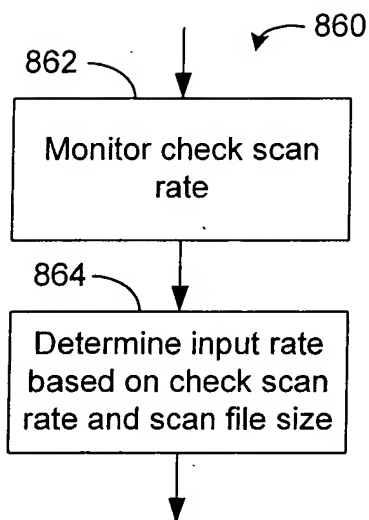 860
862
Monitor check scan
rate
864
Determine input rate
based on check scan
rate and scan file size